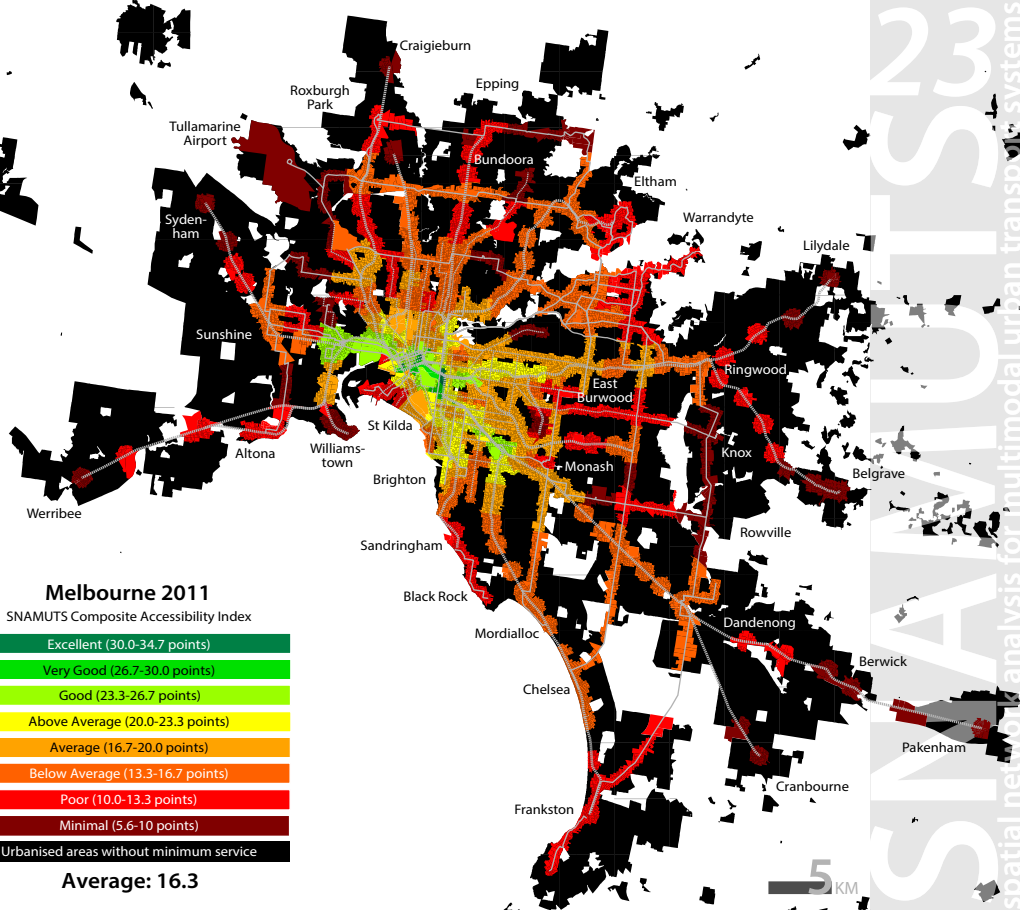 Craigieburn
Epping
Roxburgh
Park
Tullamarine
Airport
Bundoora
Eltham
Warrandyte
Syden-
ham
Lilydale
Sunshine
Ringwood
East
Burwood
St Kilda
Altona
Williams-
town
Knox
Monash
Belgrave
Brighton
Werribee
Rowville
Sandringham
Black Rock
Mordialloc
Dandenong
Berwick
Chelsea
Pakenham
Cranbourne
Frankston
Melbourne 2011
SNAMUTS Composite Accessibility Index
Excellent (30.0-34.7 points)
Very Good (26.7-30.0 points)
Good (23.3-26.7 points)
Above Average (20.0-23.3 points)
Average (16.7-20.0 points)
Below Average (13.3-16.7 points)
Poor (10.0-13.3 points)
Minimal (5.6-10 points)
Urbanised areas without minimum service
Average: 16.3
5 KM
SNAMUTS 23
spatial network analysis for multimodal urban transport systems